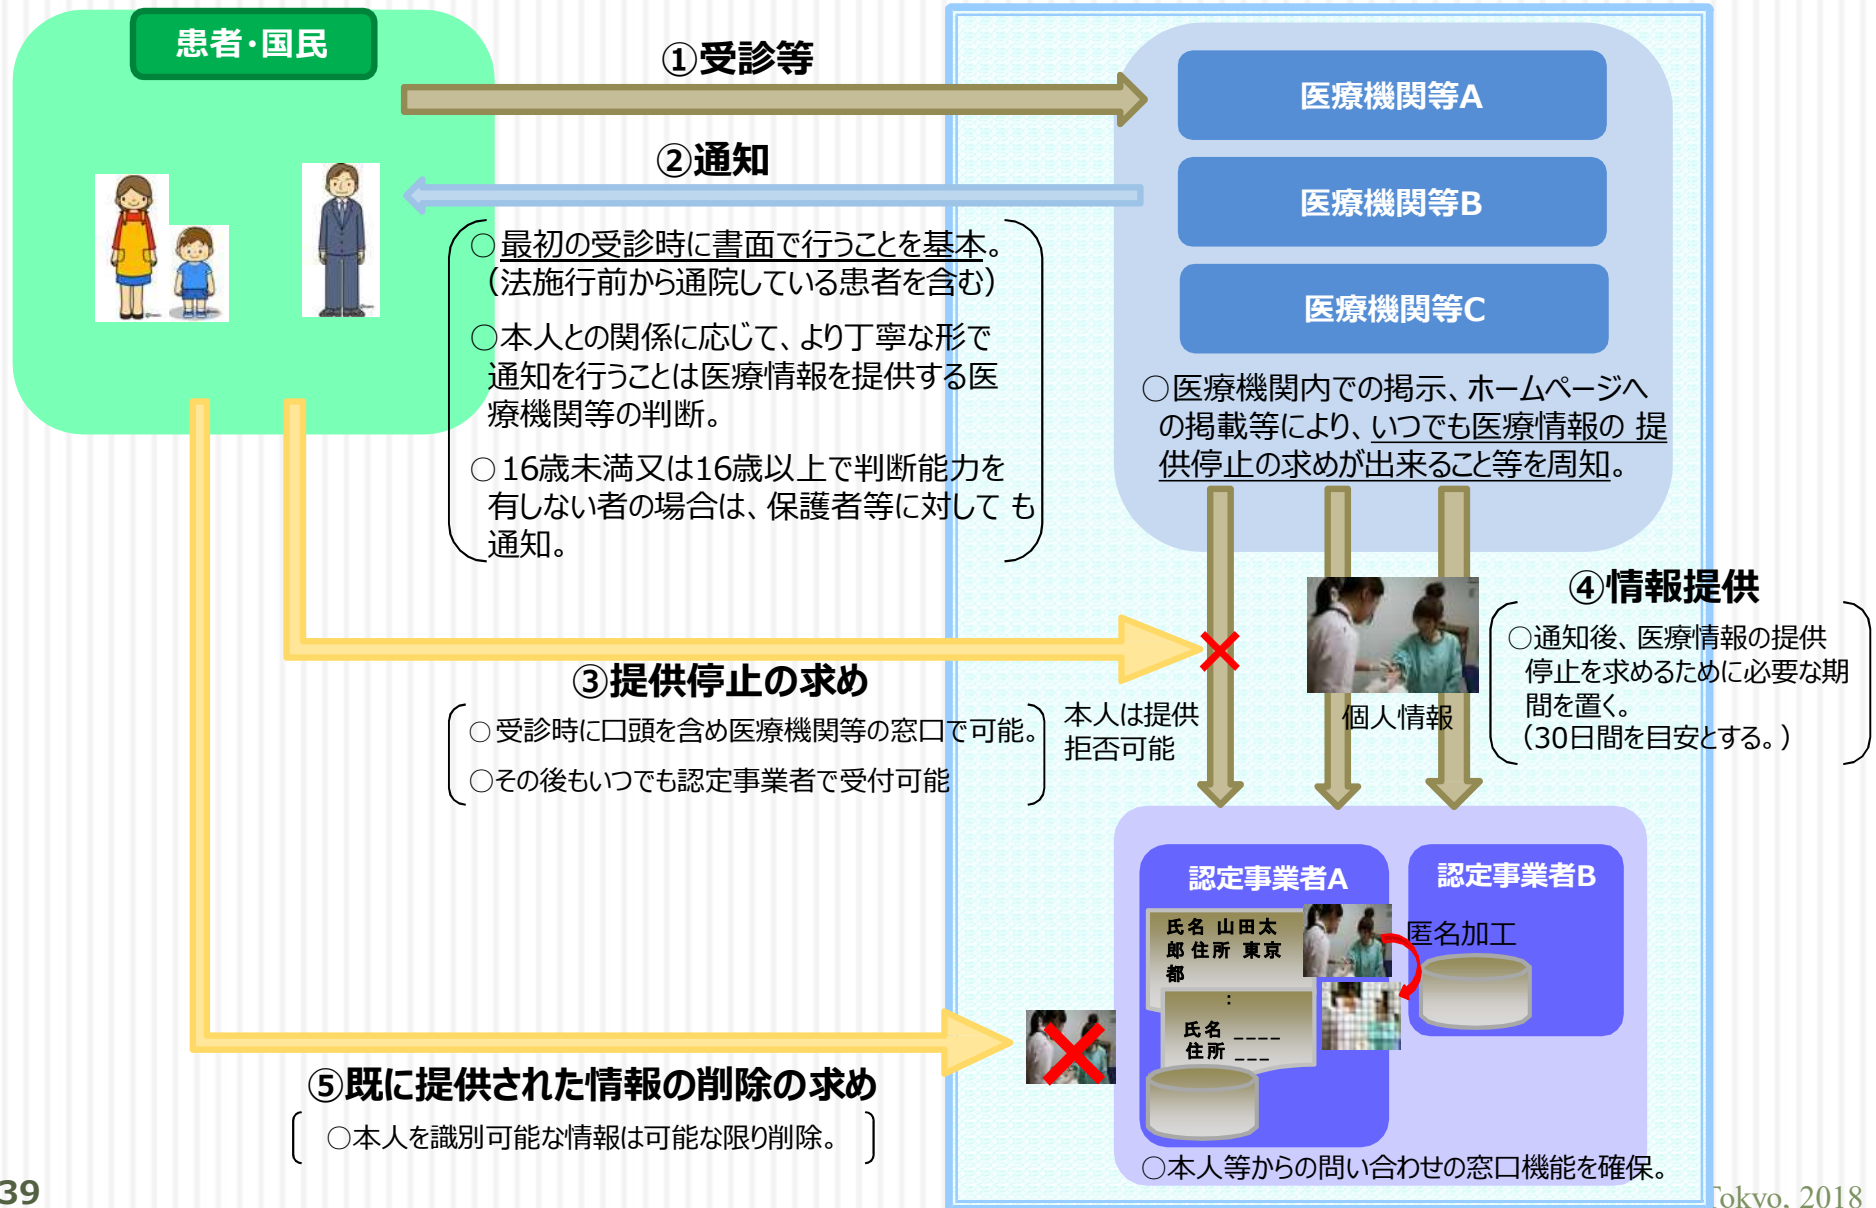 患者・国民
①受診等
医療機関等A
②通知
医療機関等B
○最初の受診時に書面で行うことを基本。
（法施行前から通院している患者を含む）
医療機関等C
○本人との関係に応じて、より丁寧な形で
通知を行うことは医療情報を提供する医
療機関等の判断。
○16歳未満又は16歳以上で判断能力を
有しない者の場合は、保護者等に対して も
通知。
○医療機関内での掲示、ホームページへ
の掲載等により、いつでも医療情報の 提
供停止の求めが出来ること等を周知。
④情報提供
○通知後、医療情報の提供
停止を求めるために必要な期
間を置く。
（30日間を目安とする。）
③提供停止の求め
○受診時に口頭を含め医療機関等の窓口で可能。
○その後もいつでも認定事業者で受付可能
本人は提供
拒否可能
個人情報
認定事業者A
認定事業者B
氏名 山田太
郎 住所 東京
都
：
氏名 ____
住所 ___
匿名加工
⑤既に提供された情報の削除の求め
○本人を識別可能な情報は可能な限り削除。
○本人等からの問い合わせの窓口機能を確保。
39
Tokyo, 2018